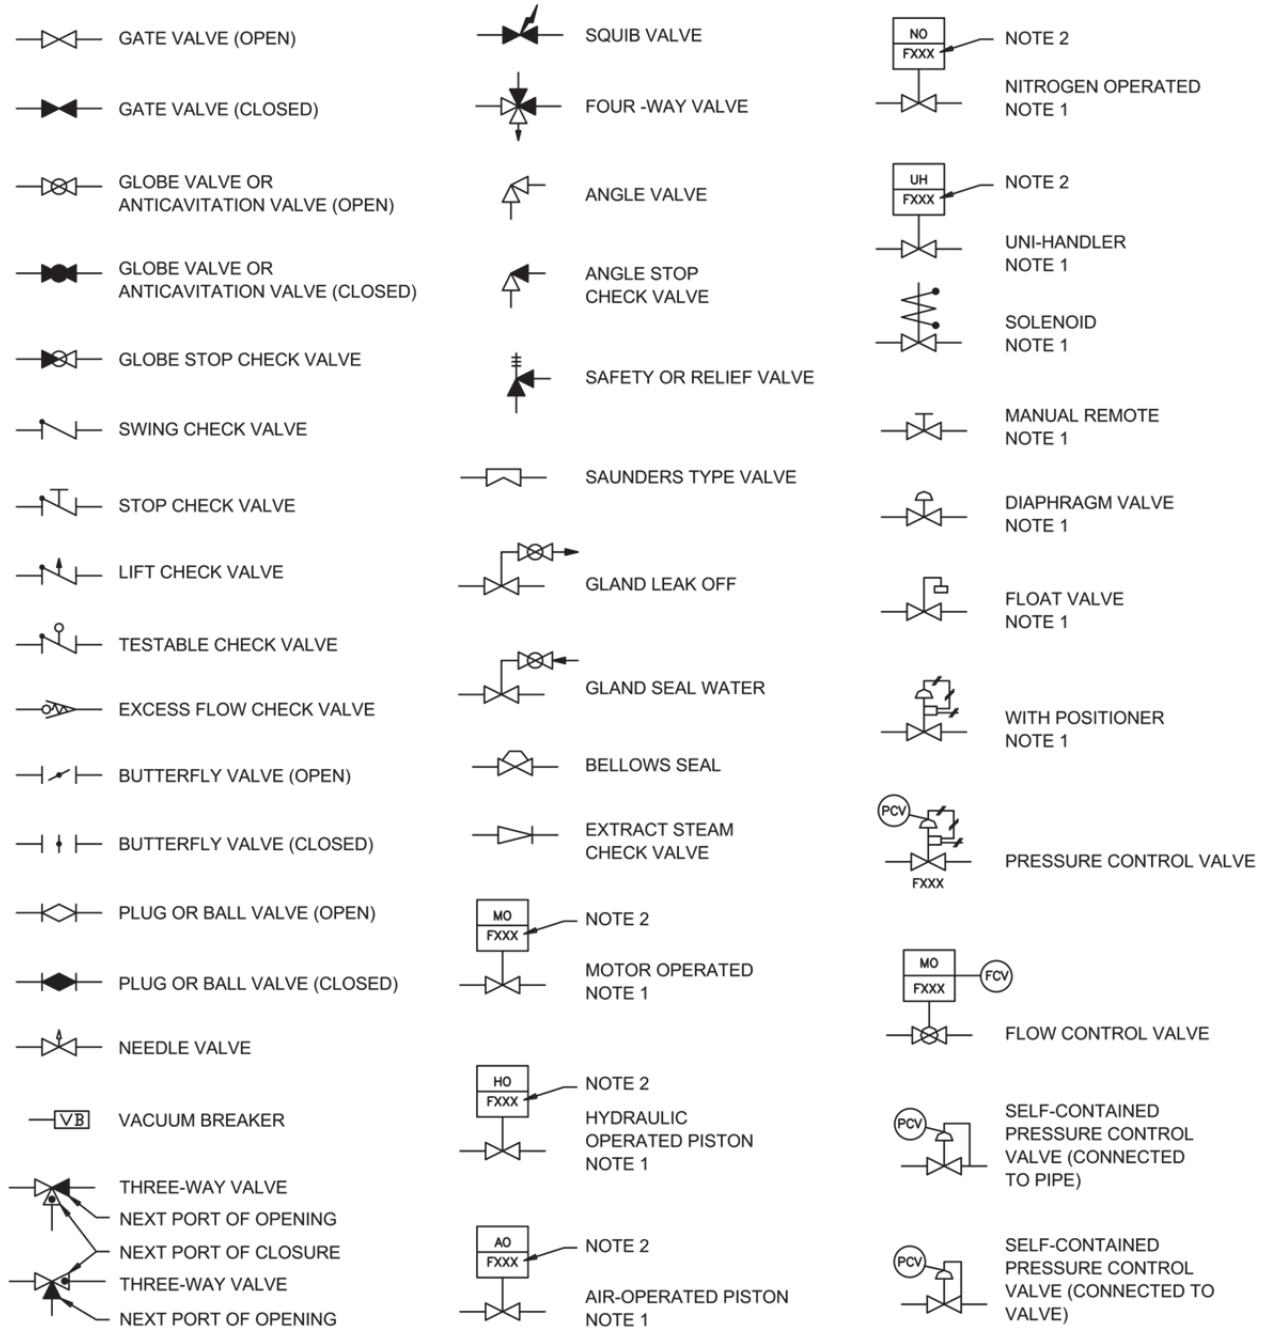 GATE VALVE (OPEN)
GATE VALVE (CLOSED)
GLOBE VALVE OR
ANTICAVITATION VALVE (OPEN)
GLOBE VALVE OR
ANTICAVITATION VALVE (CLOSED)
GLOBE STOP CHECK VALVE
SWING CHECK VALVE
STOP CHECK VALVE
LIFT CHECK VALVE
TESTABLE CHECK VALVE
EXCESS FLOW CHECK VALVE
BUTTERFLY VALVE (OPEN)
BUTTERFLY VALVE (CLOSED)
PLUG OR BALL VALVE (OPEN)
PLUG OR BALL VALVE (CLOSED)
NEEDLE VALVE
VB
VACUUM BREAKER
THREE-WAY VALVE
NEXT PORT OF OPENING
NEXT PORT OF CLOSURE
THREE-WAY VALVE
NEXT PORT OF OPENING
SQUIB VALVE
FOUR -WAY VALVE
ANGLE VALVE
ANGLE STOP
CHECK VALVE
SAFETY OR RELIEF VALVE
SAUNDERS TYPE VALVE
GLAND LEAK OFF
GLAND SEAL WATER
BELLOWS SEAL
EXTRACT STEAM
CHECK VALVE
MO
FXXX
NOTE 2
MOTOR OPERATED
NOTE 1
HO
FXXX
NOTE 2
HYDRAULIC
OPERATED PISTON
NOTE 1
AO
FXXX
NOTE 2
AIR-OPERATED PISTON
NOTE 1
NO
FXXX
NOTE 2
NITROGEN OPERATED
NOTE 1
UH
FXXX
NOTE 2
UNI-HANDLER
NOTE 1
SOLENOID
NOTE 1
MANUAL REMOTE
NOTE 1
DIAPHRAGM VALVE
NOTE 1
FLOAT VALVE
NOTE 1
WITH POSITIONER
NOTE 1
PCV
PRESSURE CONTROL VALVE
FXXX
MO
FXXX
FCV
FLOW CONTROL VALVE
PCV
SELF-CONTAINED
PRESSURE CONTROL
VALVE (CONNECTED
TO PIPE)
PCV
SELF-CONTAINED
PRESSURE CONTROL
VALVE (CONNECTED TO
VALVE)